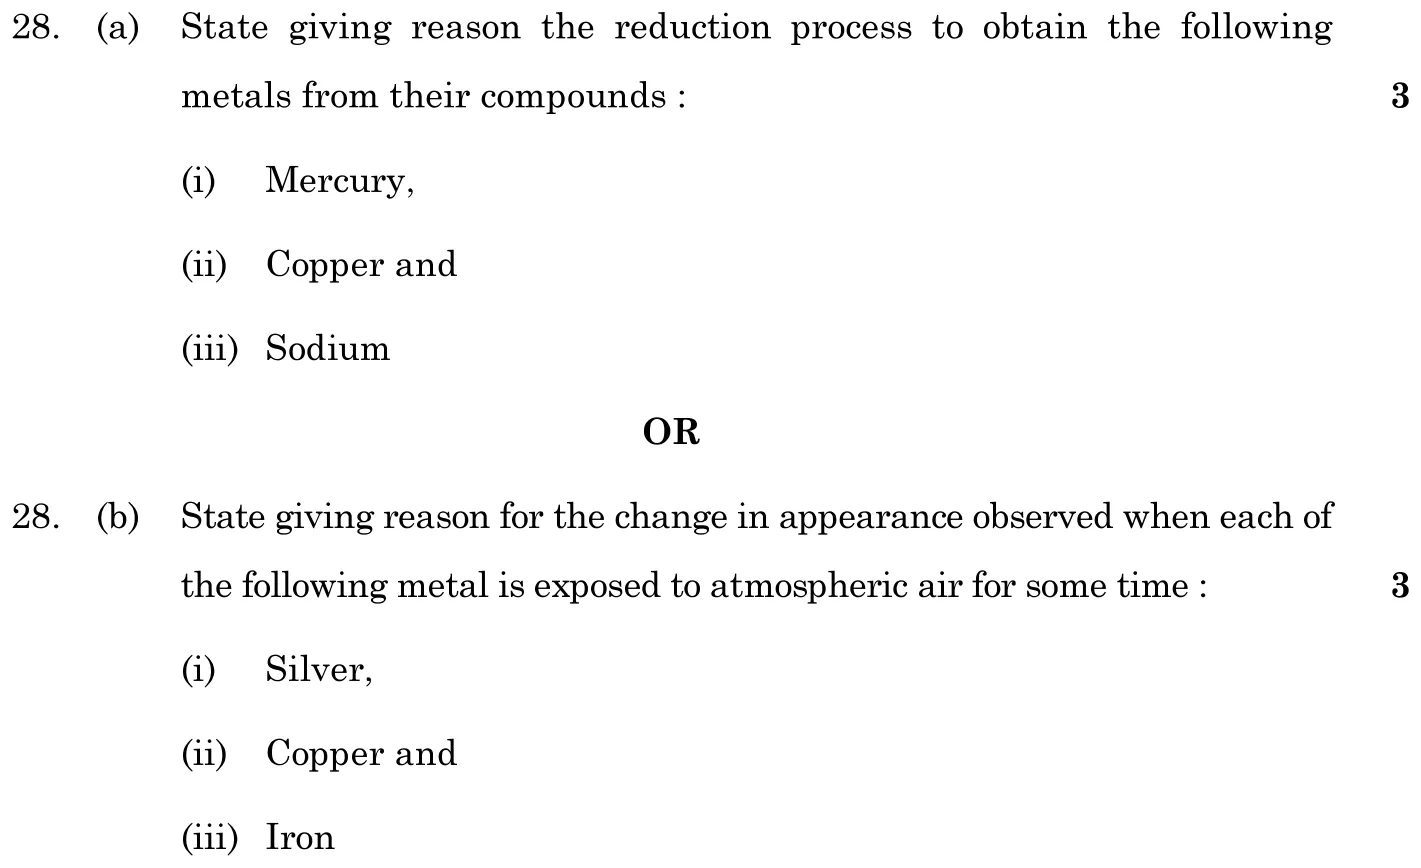 28. (a) State giving reason the reduction process to obtain the following
metals from their compounds : 3
(i) Mercury,
(ii) Copper and
(iii) Sodium
OR
28. (b) State giving reason for the change in appearance observed when each of
the following metal is exposed to atmospheric air for some time : 3
(i) Silver,
(ii) Copper and
(iii) Iron